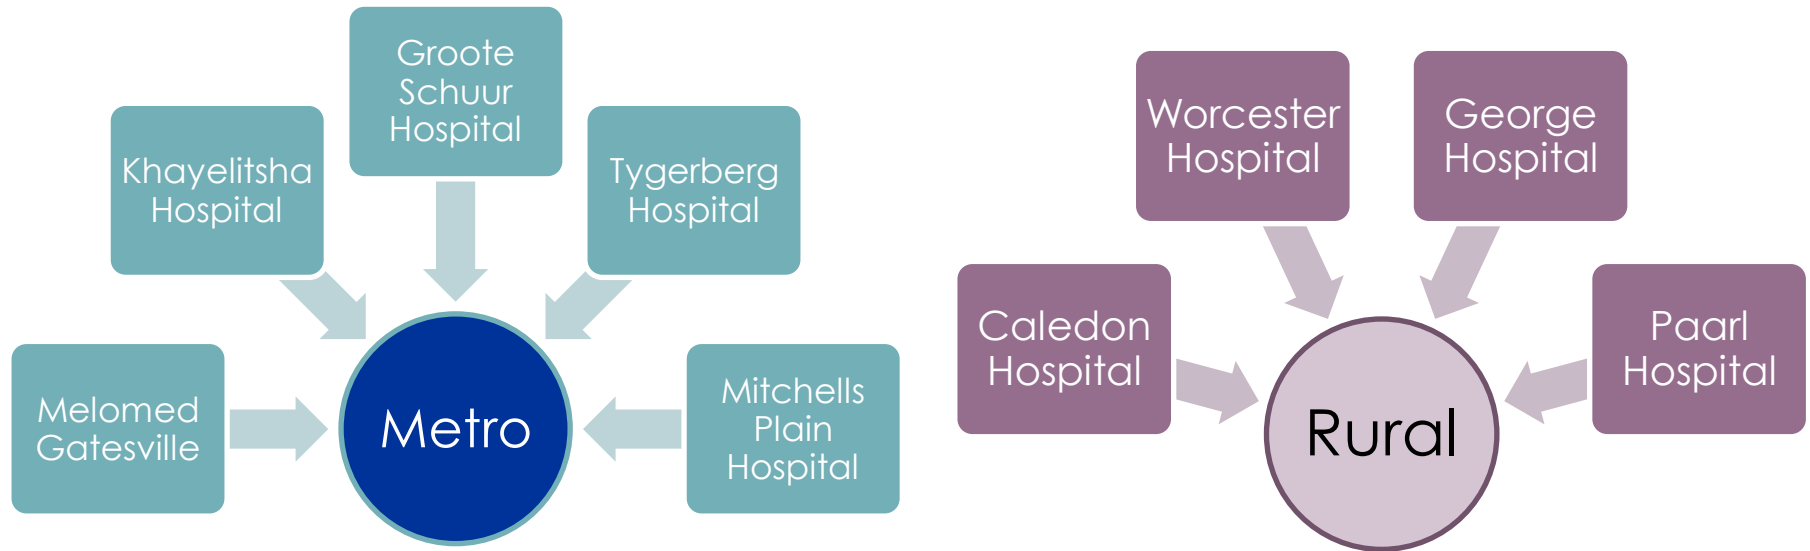 Groote
Schuur
Hospital
Khayelitsha
Hospital
Tygerberg
Hospital
Melomed
Gatesville
Mitchells
Plain
Hospital
Metro
Worcester
Hospital
George
Hospital
Caledon
Hospital
Paarl
Hospital
Rural